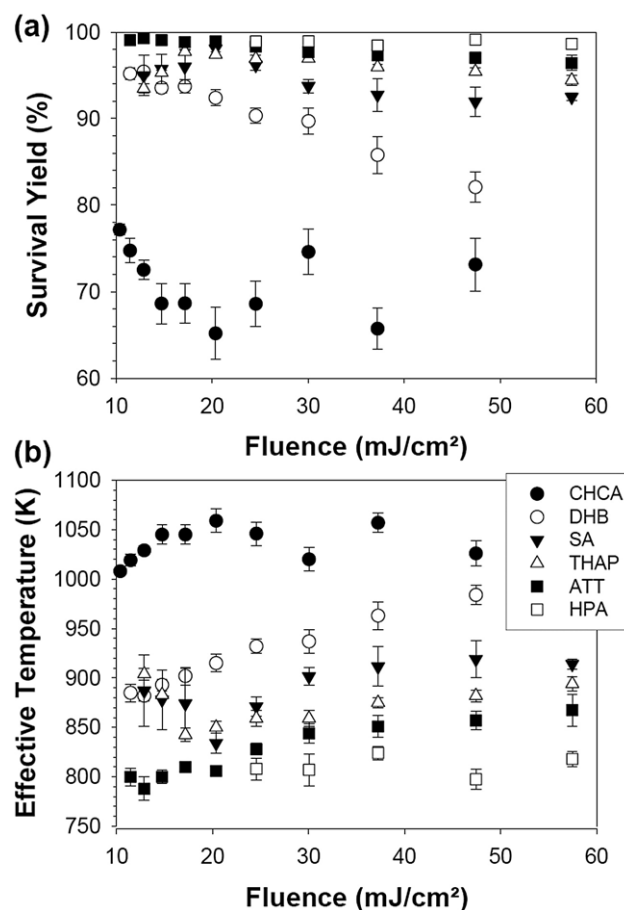 (a)
Survival Yield (%)
100
90
80
70
60
10 20 30 40 50 60
Fluence (mJ/cm²)
(b)
Effective Temperature (K)
1100
1050
1000
950
900
850
800
750
10 20 30 40 50 60
Fluence (mJ/cm²)
CHCA
DHB
SA
THAP
ATT
HPA